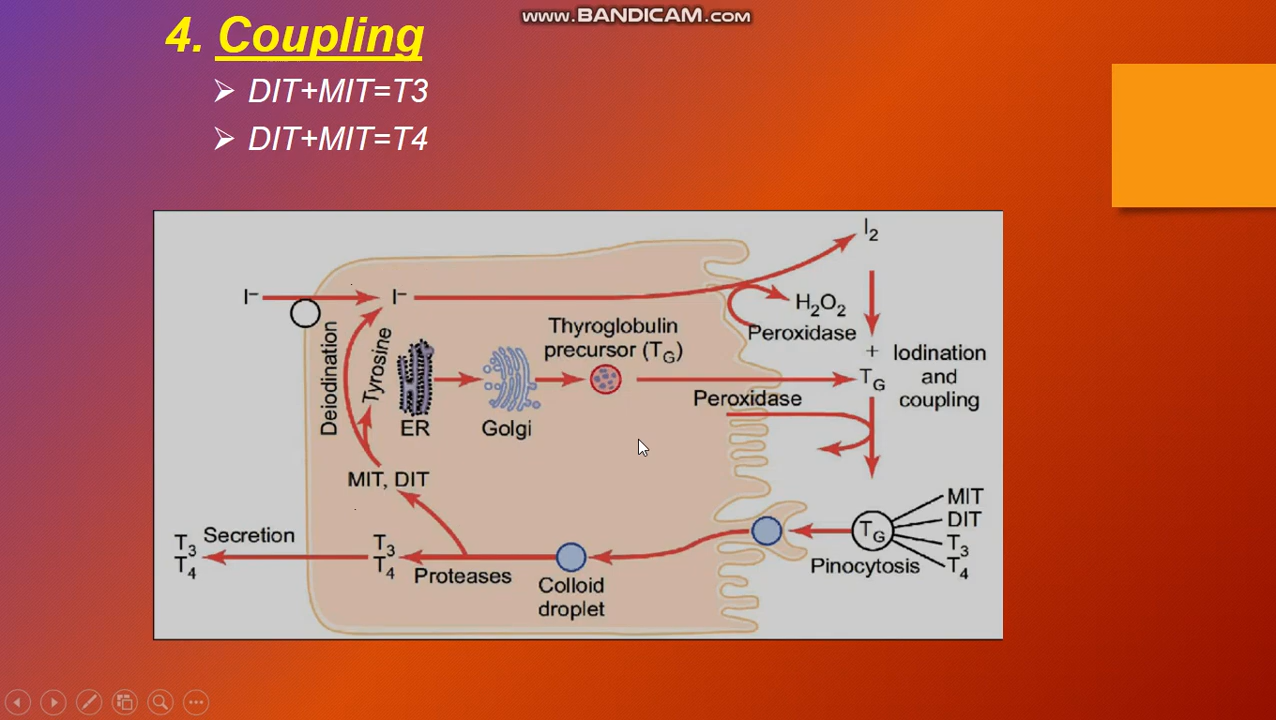 www.BANDICAM.com
4. Coupling
DIT+MIT=T3
DIT+MIT=T4
I2
I–
I–
H2O2
Peroxidase
Thyroglobulin
precursor (TG)
+
TG
Iodination
and
coupling
Deiodination
Tyrosine
Peroxidase
ER
Golgi
MIT, DIT
MIT
DIT
T3
T4
TG
Pinocytosis
Secretion
T3
T4
T3
T4
Proteases
Colloid
droplet